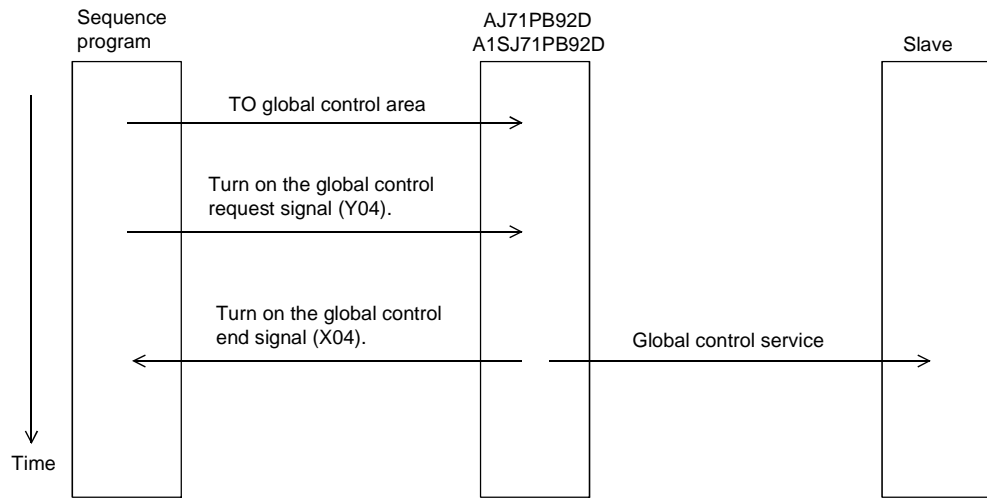 Sequence
program
AJ71PB92D
A1SJ71PB92D
Slave
TO global control area
Turn on the global control
request signal (Y04).
Turn on the global control
end signal (X04).
Global control service
Time